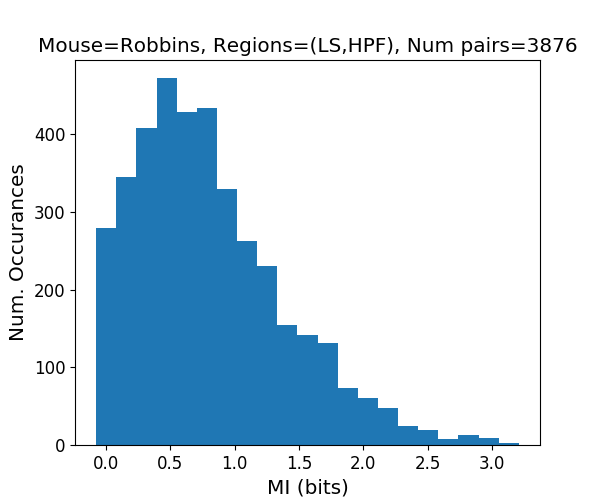 Mouse=Robbins, Regions=(LS,HPF), Num pairs=3876
Num. Occurances
400
300
200
100
0
0.0 0.5 1.0 1.5 2.0 2.5 3.0
MI (bits)